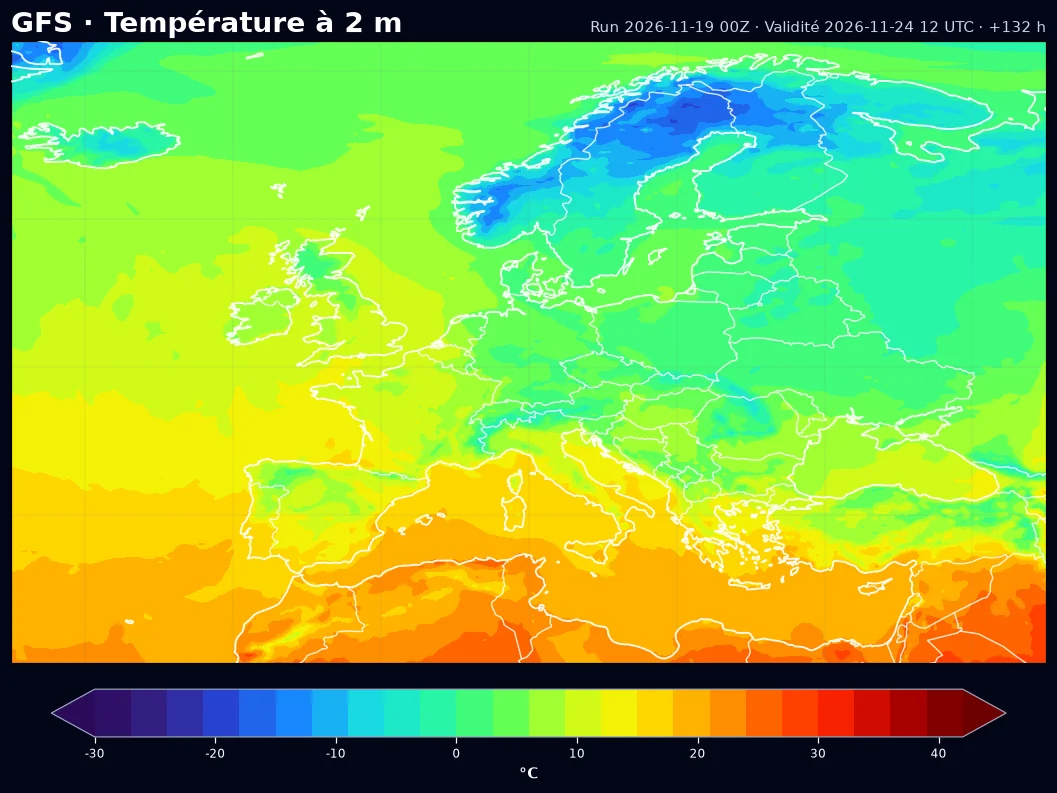 GFS · Température à 2 m
Run 2026-11-19 00Z · Validité 2026-11-24 12 UTC · +132 h
-30 -20 -10 0 10 20 30 40
°C